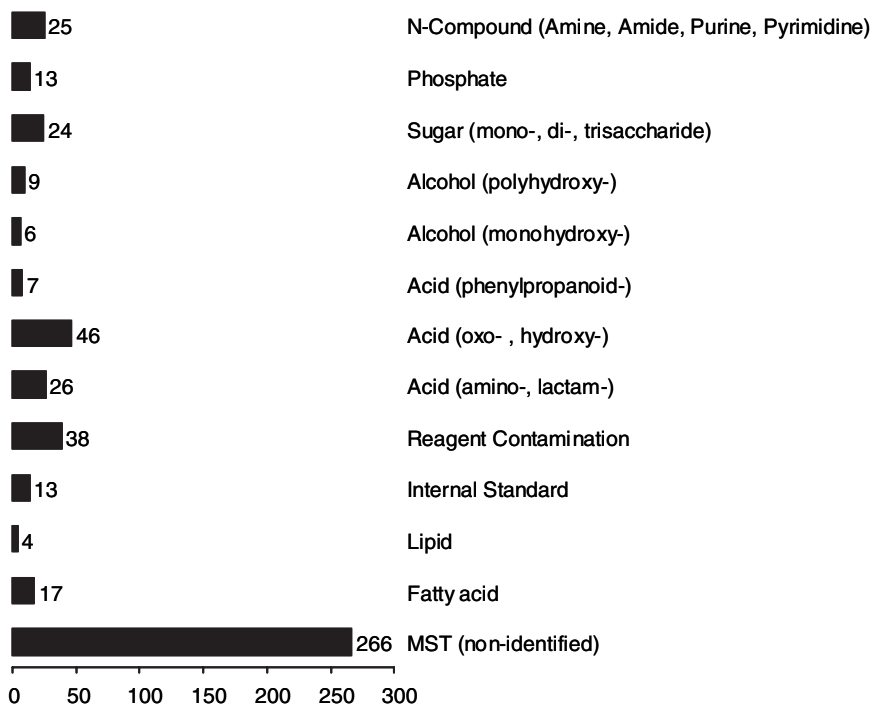 25 N-Compound (Amine, Amide, Purine, Pyrimidine)
13 Phosphate
24 Sugar (mono-, di-, trisaccharide)
9 Alcohol (polyhydroxy-)
6 Alcohol (monohydroxy-)
7 Acid (phenylpropanoid-)
46 Acid (oxo- , hydroxy-)
26 Acid (amino-, lactam-)
38 Reagent Contamination
13 Internal Standard
4 Lipid
17 Fatty acid
266 MST (non-identified)
0 50 100 150 200 250 300